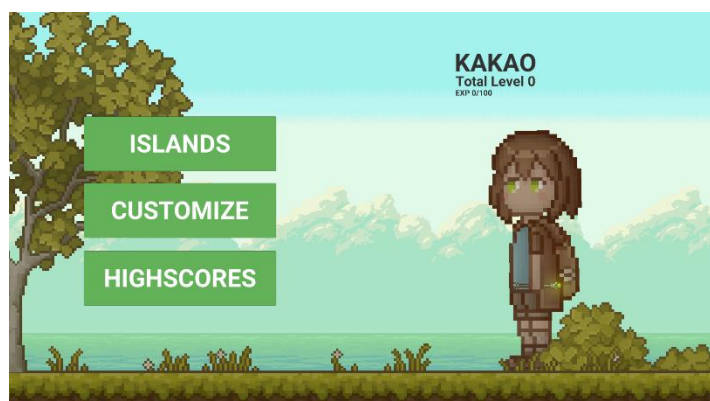 KAKAO
Total Level 0
EXP 0/100
ISLANDS
CUSTOMIZE
HIGHSCORES